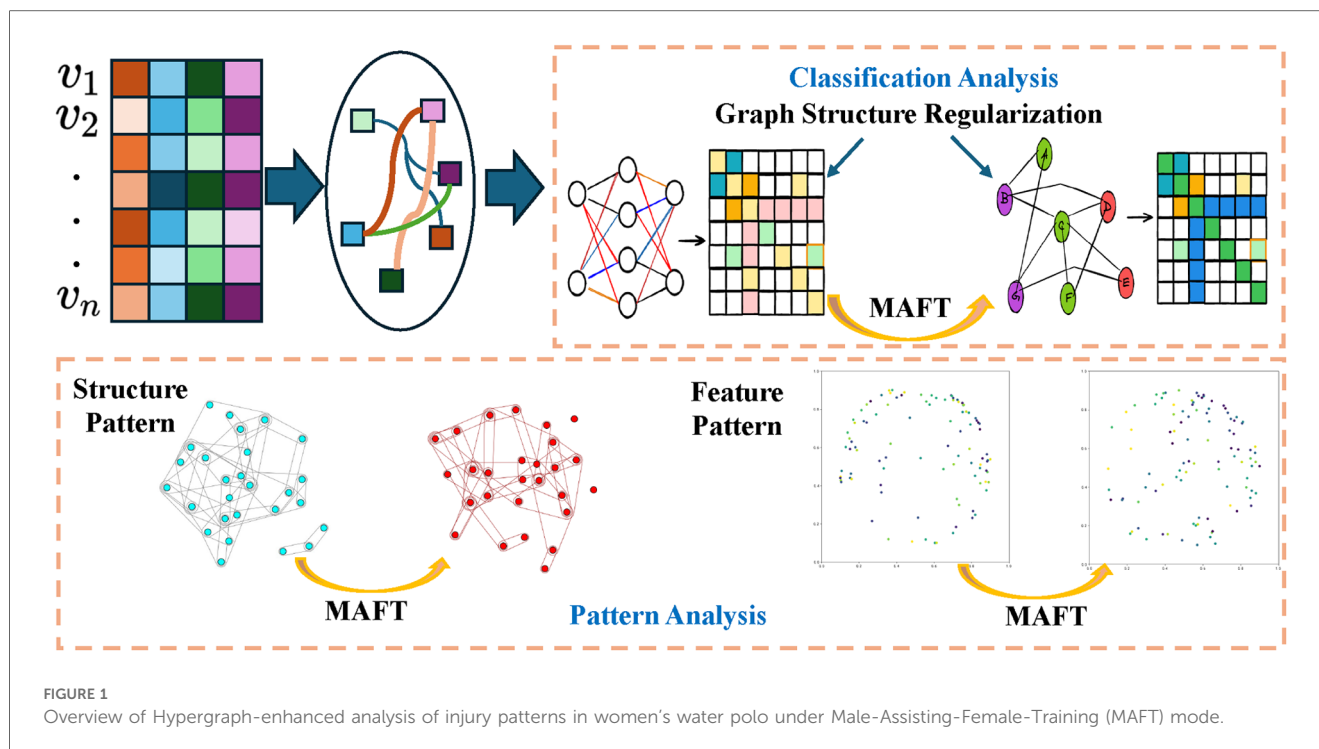 v1
v2
.
.
.
vn
Classification Analysis
Graph Structure Regularization
A
B
D
C
G
F
E
MAFT
Structure
Pattern
Feature
Pattern
MAFT
MAFT
Pattern Analysis
FIGURE 1
Overview of Hypergraph-enhanced analysis of injury patterns in women's water polo under Male-Assisting-Female-Training (MAFT) mode.